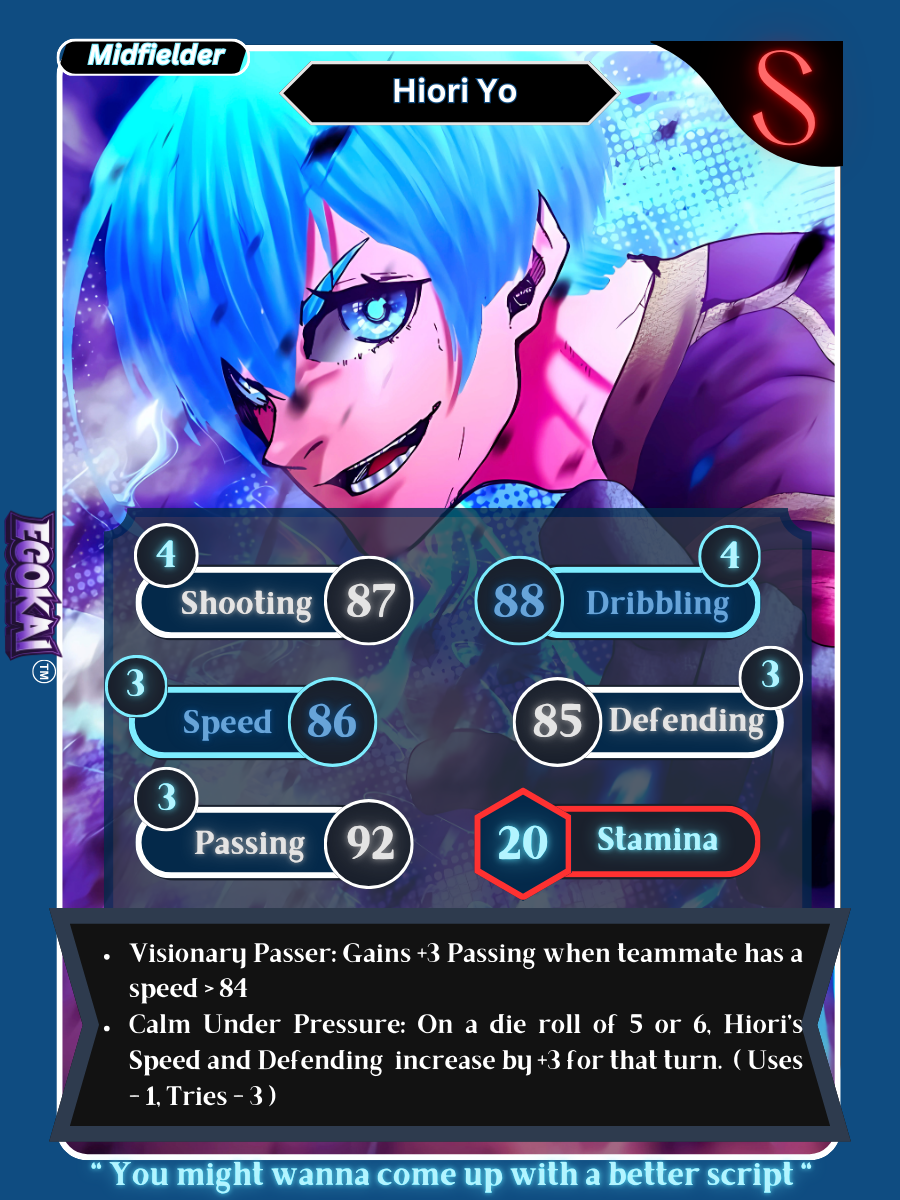 Midfielder
Hiori Yo
S
4
Shooting 87
4
88 Dribbling
3
Speed 86
3
85 Defending
3
Passing 92
20 Stamina
EGOKAI
TM
• Visionary Passer: Gains +3 Passing when teammate has a
speed > 84
• Calm Under Pressure: On a die roll of 5 or 6, Hiori's
Speed and Defending increase by +3 for that turn. ( Uses
- 1, Tries - 3 )
“ You might wanna come up with a better script “